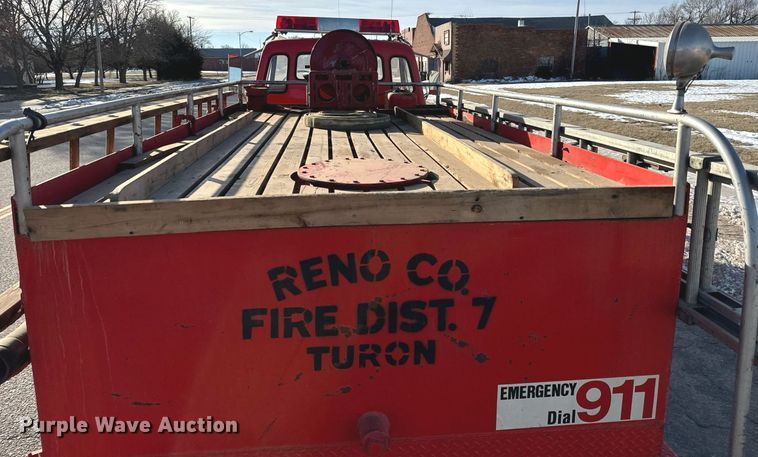 RENO CO.
FIRE DIST. 7
TURON
EMERGENCY
Dial 911
Purple Wave Auction